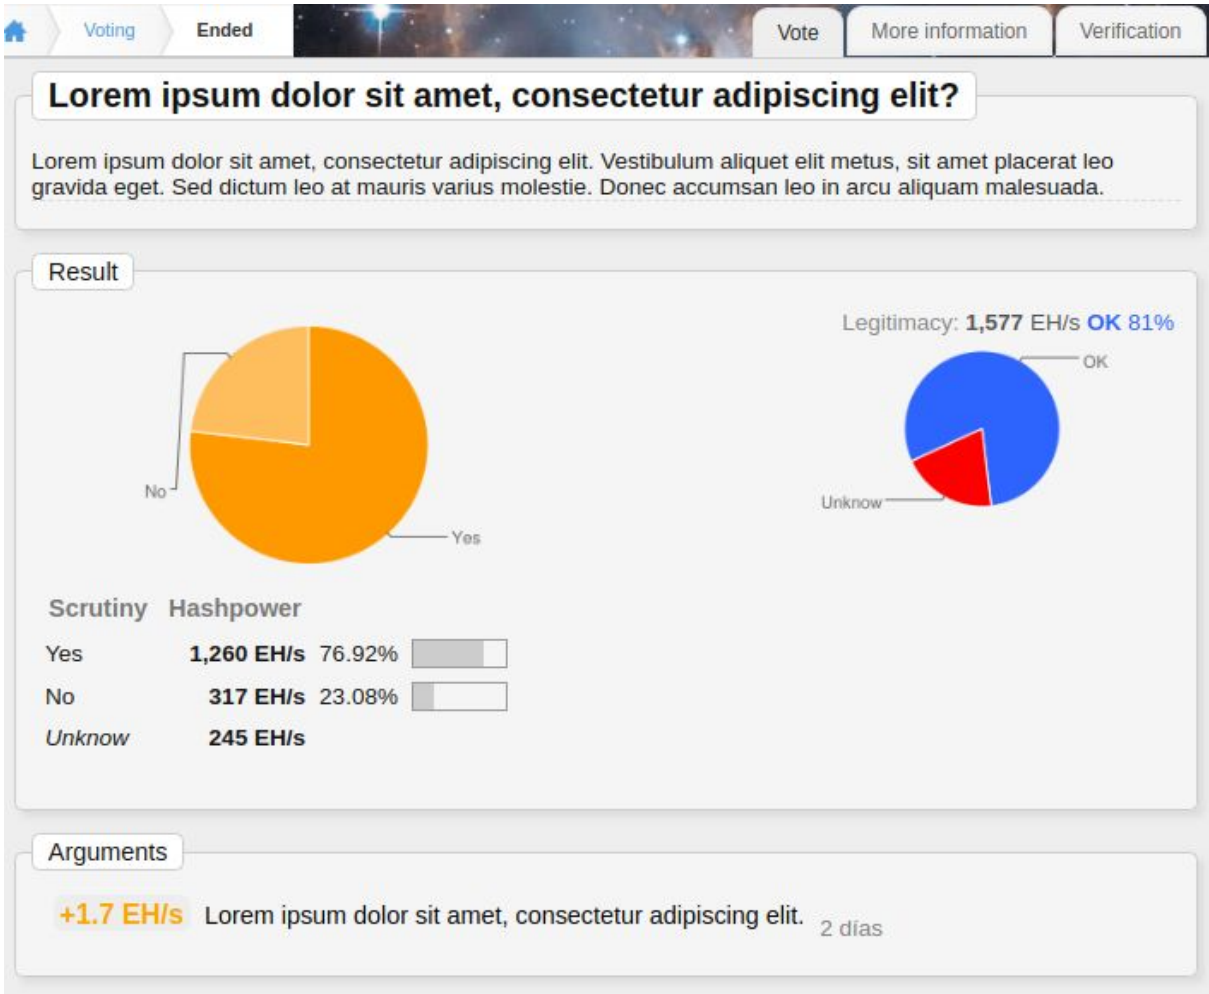 Voting
Ended
Vote
More information
Verification
Lorem ipsum dolor sit amet, consectetur adipiscing elit?
Lorem ipsum dolor sit amet, consectetur adipiscing elit. Vestibulum aliquet elit metus, sit amet placerat leo
gravida eget. Sed dictum leo at mauris varius molestie. Donec accumsan leo in arcu aliquam malesuada.
Result
Legitimacy: 1,577 EH/s OK 81%
No
Yes
OK
Unknow
Scrutiny Hashpower
Yes 1,260 EH/s 76.92%
No 317 EH/s 23.08%
Unknow 245 EH/s
Arguments
+1.7 EH/s Lorem ipsum dolor sit amet, consectetur adipiscing elit. 2 días